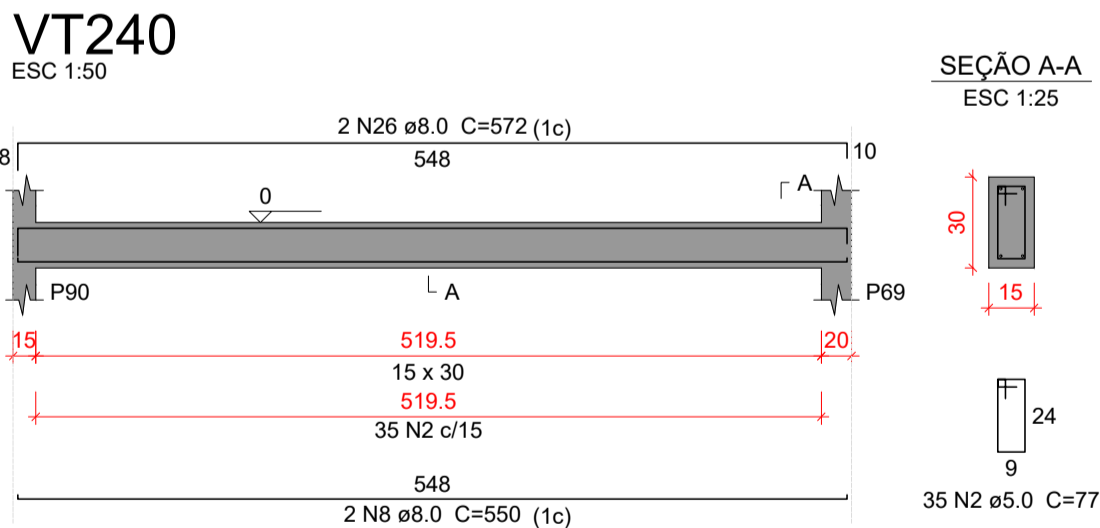 VT240
ESC 1:50
SEÇÃO A-A
ESC 1:25
2 N26 ø8.0 C=572 (1c)
8
548
10
0
A
A
P90
P69
30
15
15
519.5
20
15 x 30
519.5
35 N2 c/15
24
9
35 N2 ø5.0 C=77
548
2 N8 ø8.0 C=550 (1c)